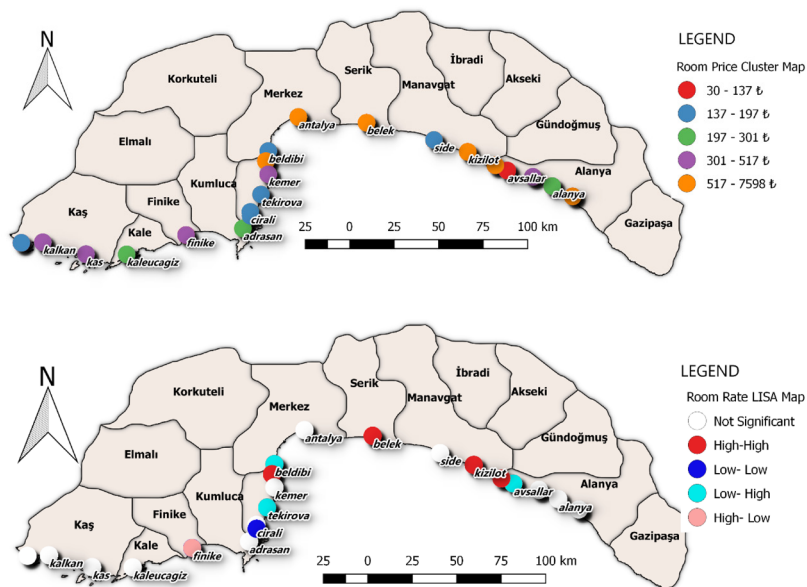 N
LEGEND
Room Price Cluster Map
30 - 137 ₺
137 - 197 ₺
197 - 301 ₺
301 - 517 ₺
517 - 7598 ₺
Korkuteli
Merkez
Serik
İbradi
Manavgat
Akseki
Gündoğmuş
Elmalı
antalya
belek
side
kizilot
Alanya
beldibi
avsallar
Kumluca
kemer
alanya
Kaş
Finike
tekirova
Kale
cirali
Gazipaşa
finike
adrasan
kalkan
kas
kaleucagiz
25 0 25 50 75 100 km
N
LEGEND
Room Rate LISA Map
Not Significant
High-High
Low- Low
Low- High
High- Low
Korkuteli
Merkez
Serik
İbradi
Manavgat
Akseki
Gündoğmuş
Elmalı
antalya
belek
side
kizilot
Alanya
beldibi
avsallar
Kumluca
kemer
alanya
Kaş
Finike
tekirova
Kale
cirali
Gazipaşa
finike
adrasan
kalkan
kas
kaleucagiz
25 0 25 50 75 100 km